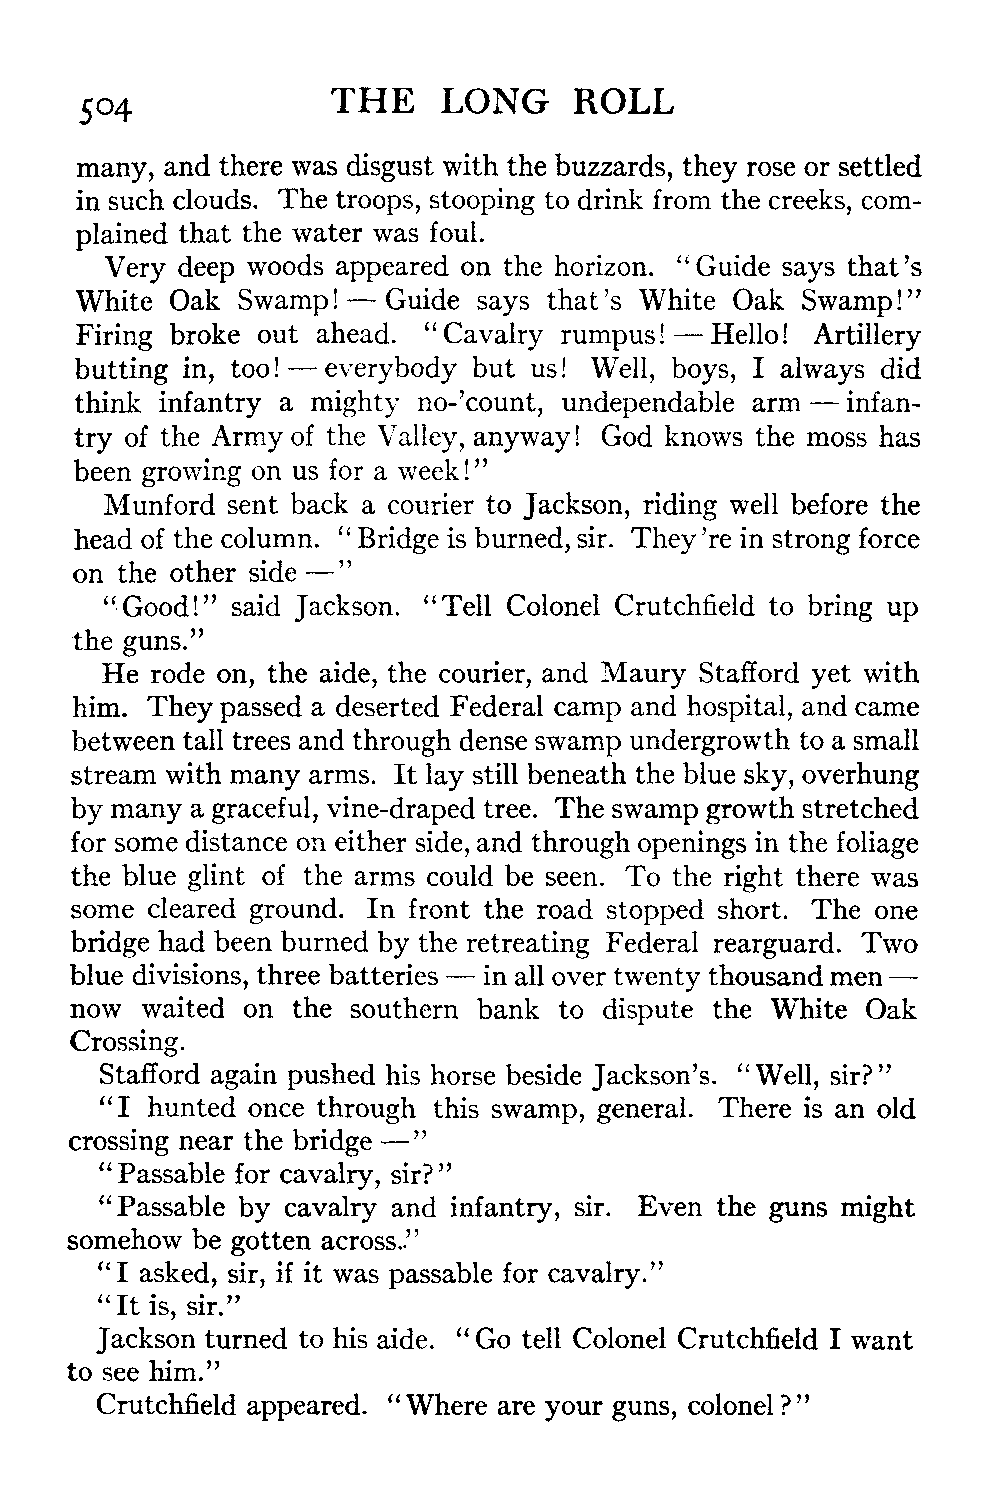 504 THE LONG ROLL
many, and there was disgust with the buzzards, they rose or settled
in such clouds. The troops, stooping to drink from the creeks, com-
plained that the water was foul.
Very deep woods appeared on the horizon. "Guide says that's
White Oak Swamp! — Guide says that's White Oak Swamp!"
Firing broke out ahead. "Cavalry rumpus! — Hello! Artillery
butting in, too! — everybody but us! Well, boys, I always did
think infantry a mighty no-'count, undependable arm — infan-
try of the Army of the Valley, anyway! God knows the moss has
been growing on us for a week!"
Munford sent back a courier to Jackson, riding well before the
head of the column. "Bridge is burned, sir. They're in strong force
on the other side —"
"Good!" said Jackson. "Tell Colonel Crutchfield to bring up
the guns."
He rode on, the aide, the courier, and Maury Stafford yet with
him. They passed a deserted Federal camp and hospital, and came
between tall trees and through dense swamp undergrowth to a small
stream with many arms. It lay still beneath the blue sky, overhung
by many a graceful, vine-draped tree. The swamp growth stretched
for some distance on either side, and through openings in the foliage
the blue glint of the arms could be seen. To the right there was
some cleared ground. In front the road stopped short. The one
bridge had been burned by the retreating Federal rearguard. Two
blue divisions, three batteries — in all over twenty thousand men —
now waited on the southern bank to dispute the White Oak
Crossing.
Stafford again pushed his horse beside Jackson's. "Well, sir?"
"I hunted once through this swamp, general. There is an old
crossing near the bridge —"
"Passable for cavalry, sir?"
"Passable by cavalry and infantry, sir. Even the guns might
somehow be gotten across."
"I asked, sir, if it was passable for cavalry."
"It is, sir."
Jackson turned to his aide. "Go tell Colonel Crutchfield I want
to see him."
Crutchfield appeared. "Where are your guns, colonel?"